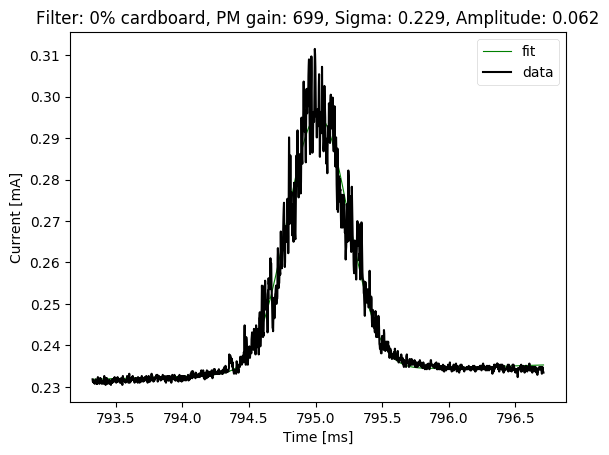 Filter: 0% cardboard, PM gain: 699, Sigma: 0.229, Amplitude: 0.062
fit
data
0.31
0.30
0.29
0.28
0.27
0.26
0.25
0.24
0.23
Current [mA]
793.5 794.0 794.5 795.0 795.5 796.0 796.5
Time [ms]